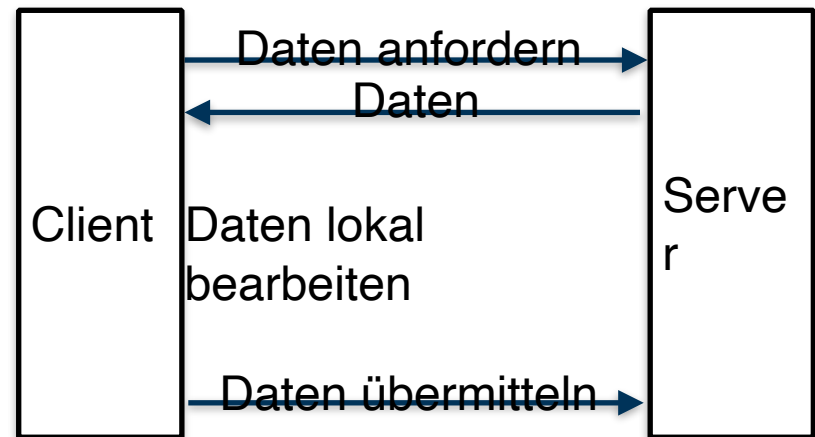 Daten anfordern
Daten
Client
Daten lokal
bearbeiten
Serve
r
Daten übermitteln